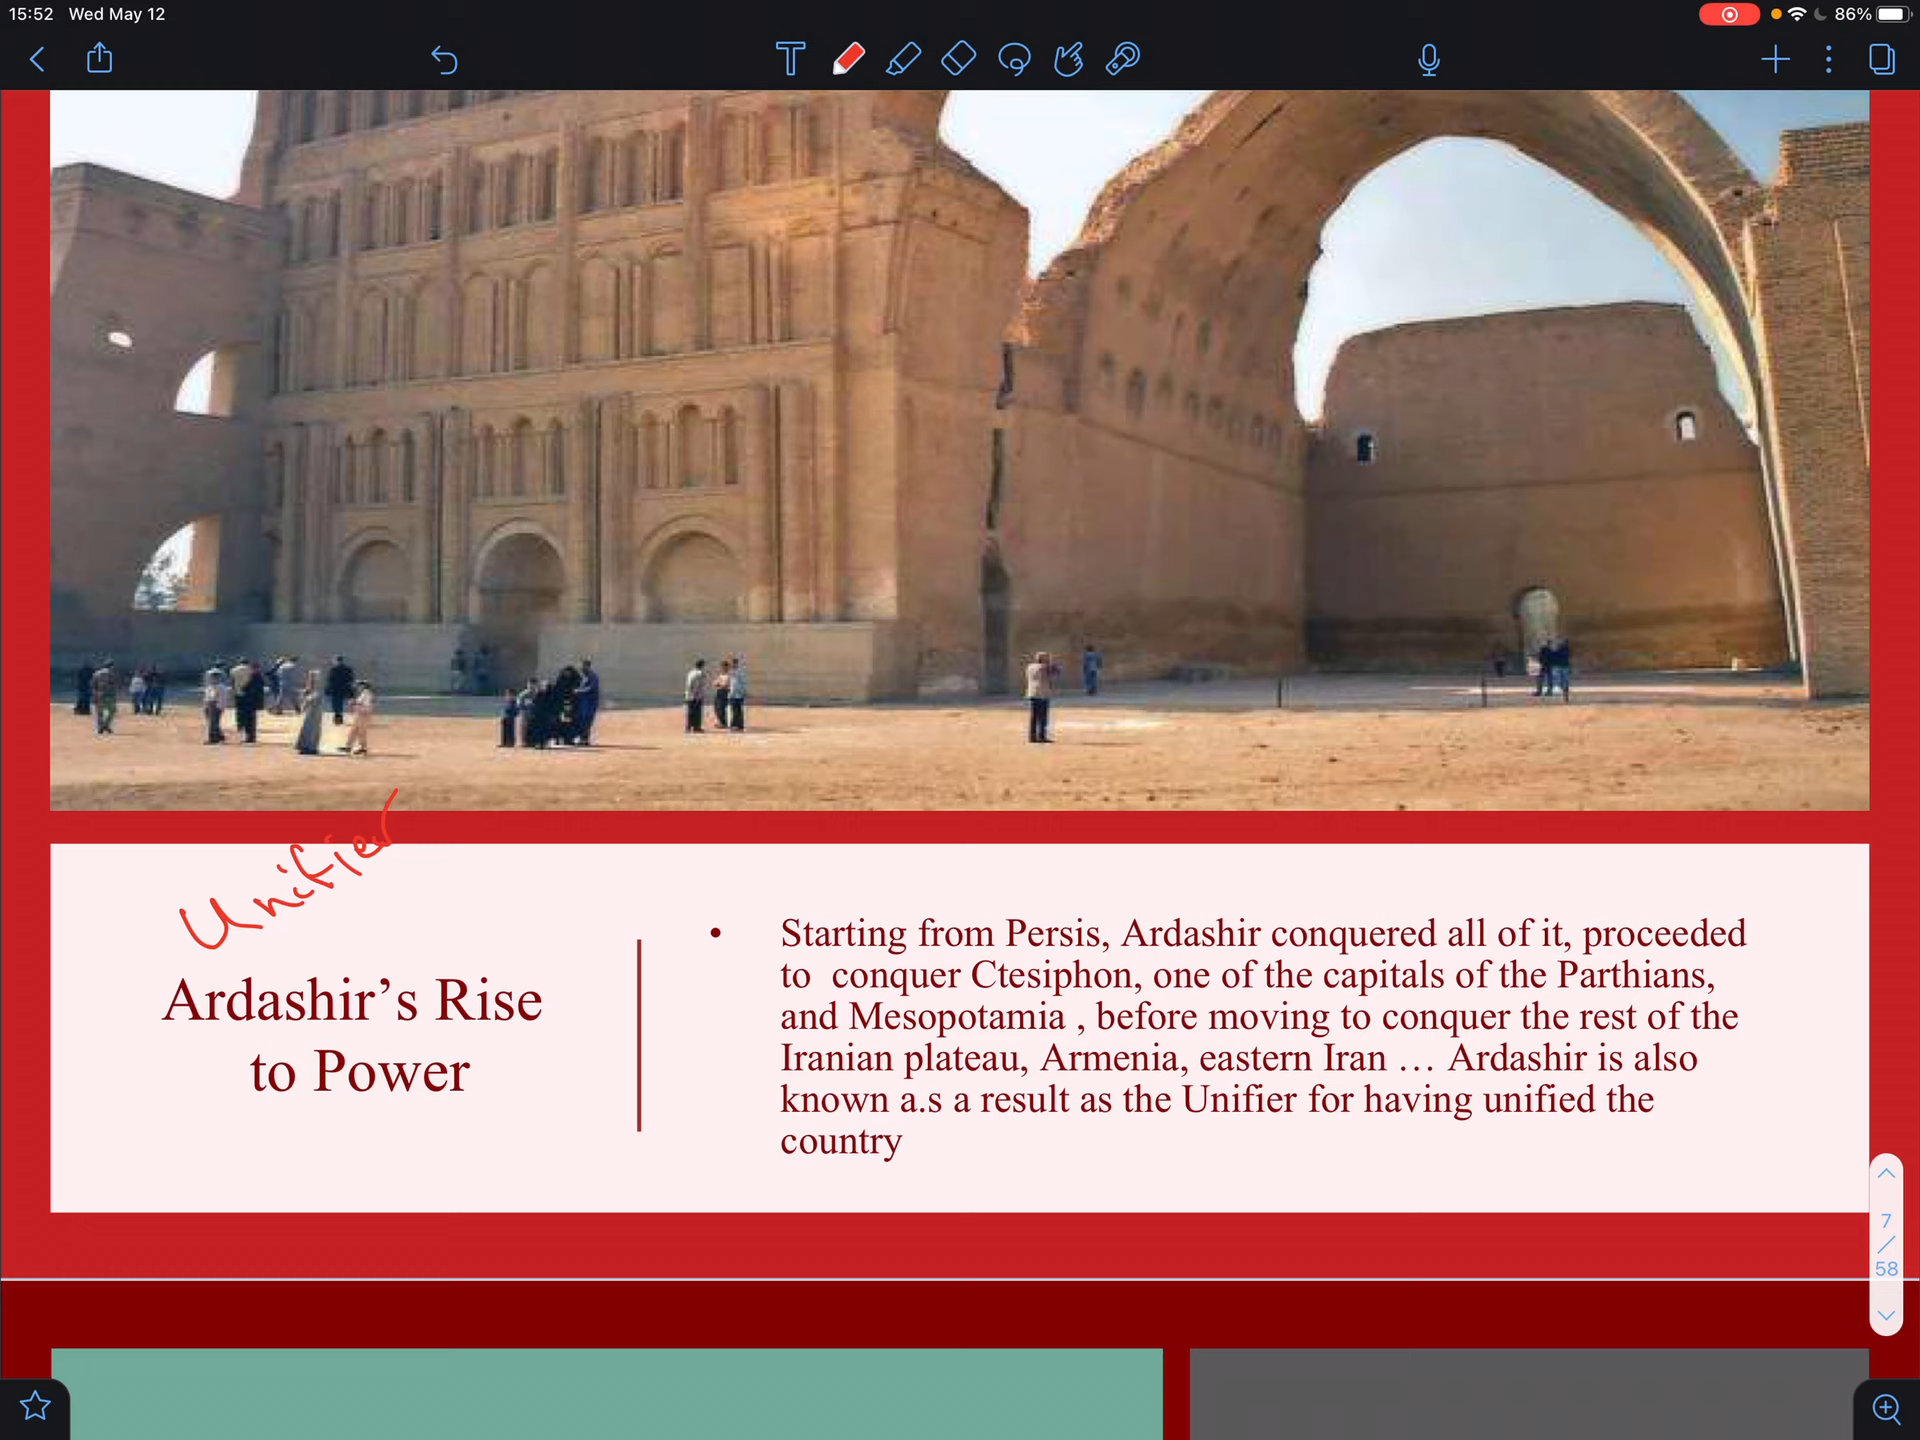 15:52 Wed May 12
86%
Unifier
Ardashir’s Rise
to Power
• Starting from Persis, Ardashir conquered all of it, proceeded
to  conquer Ctesiphon, one of the capitals of the Parthians,
and Mesopotamia , before moving to conquer the rest of the
Iranian plateau, Armenia, eastern Iran … Ardashir is also
known a.s a result as the Unifier for having unified the
country
7
/
58